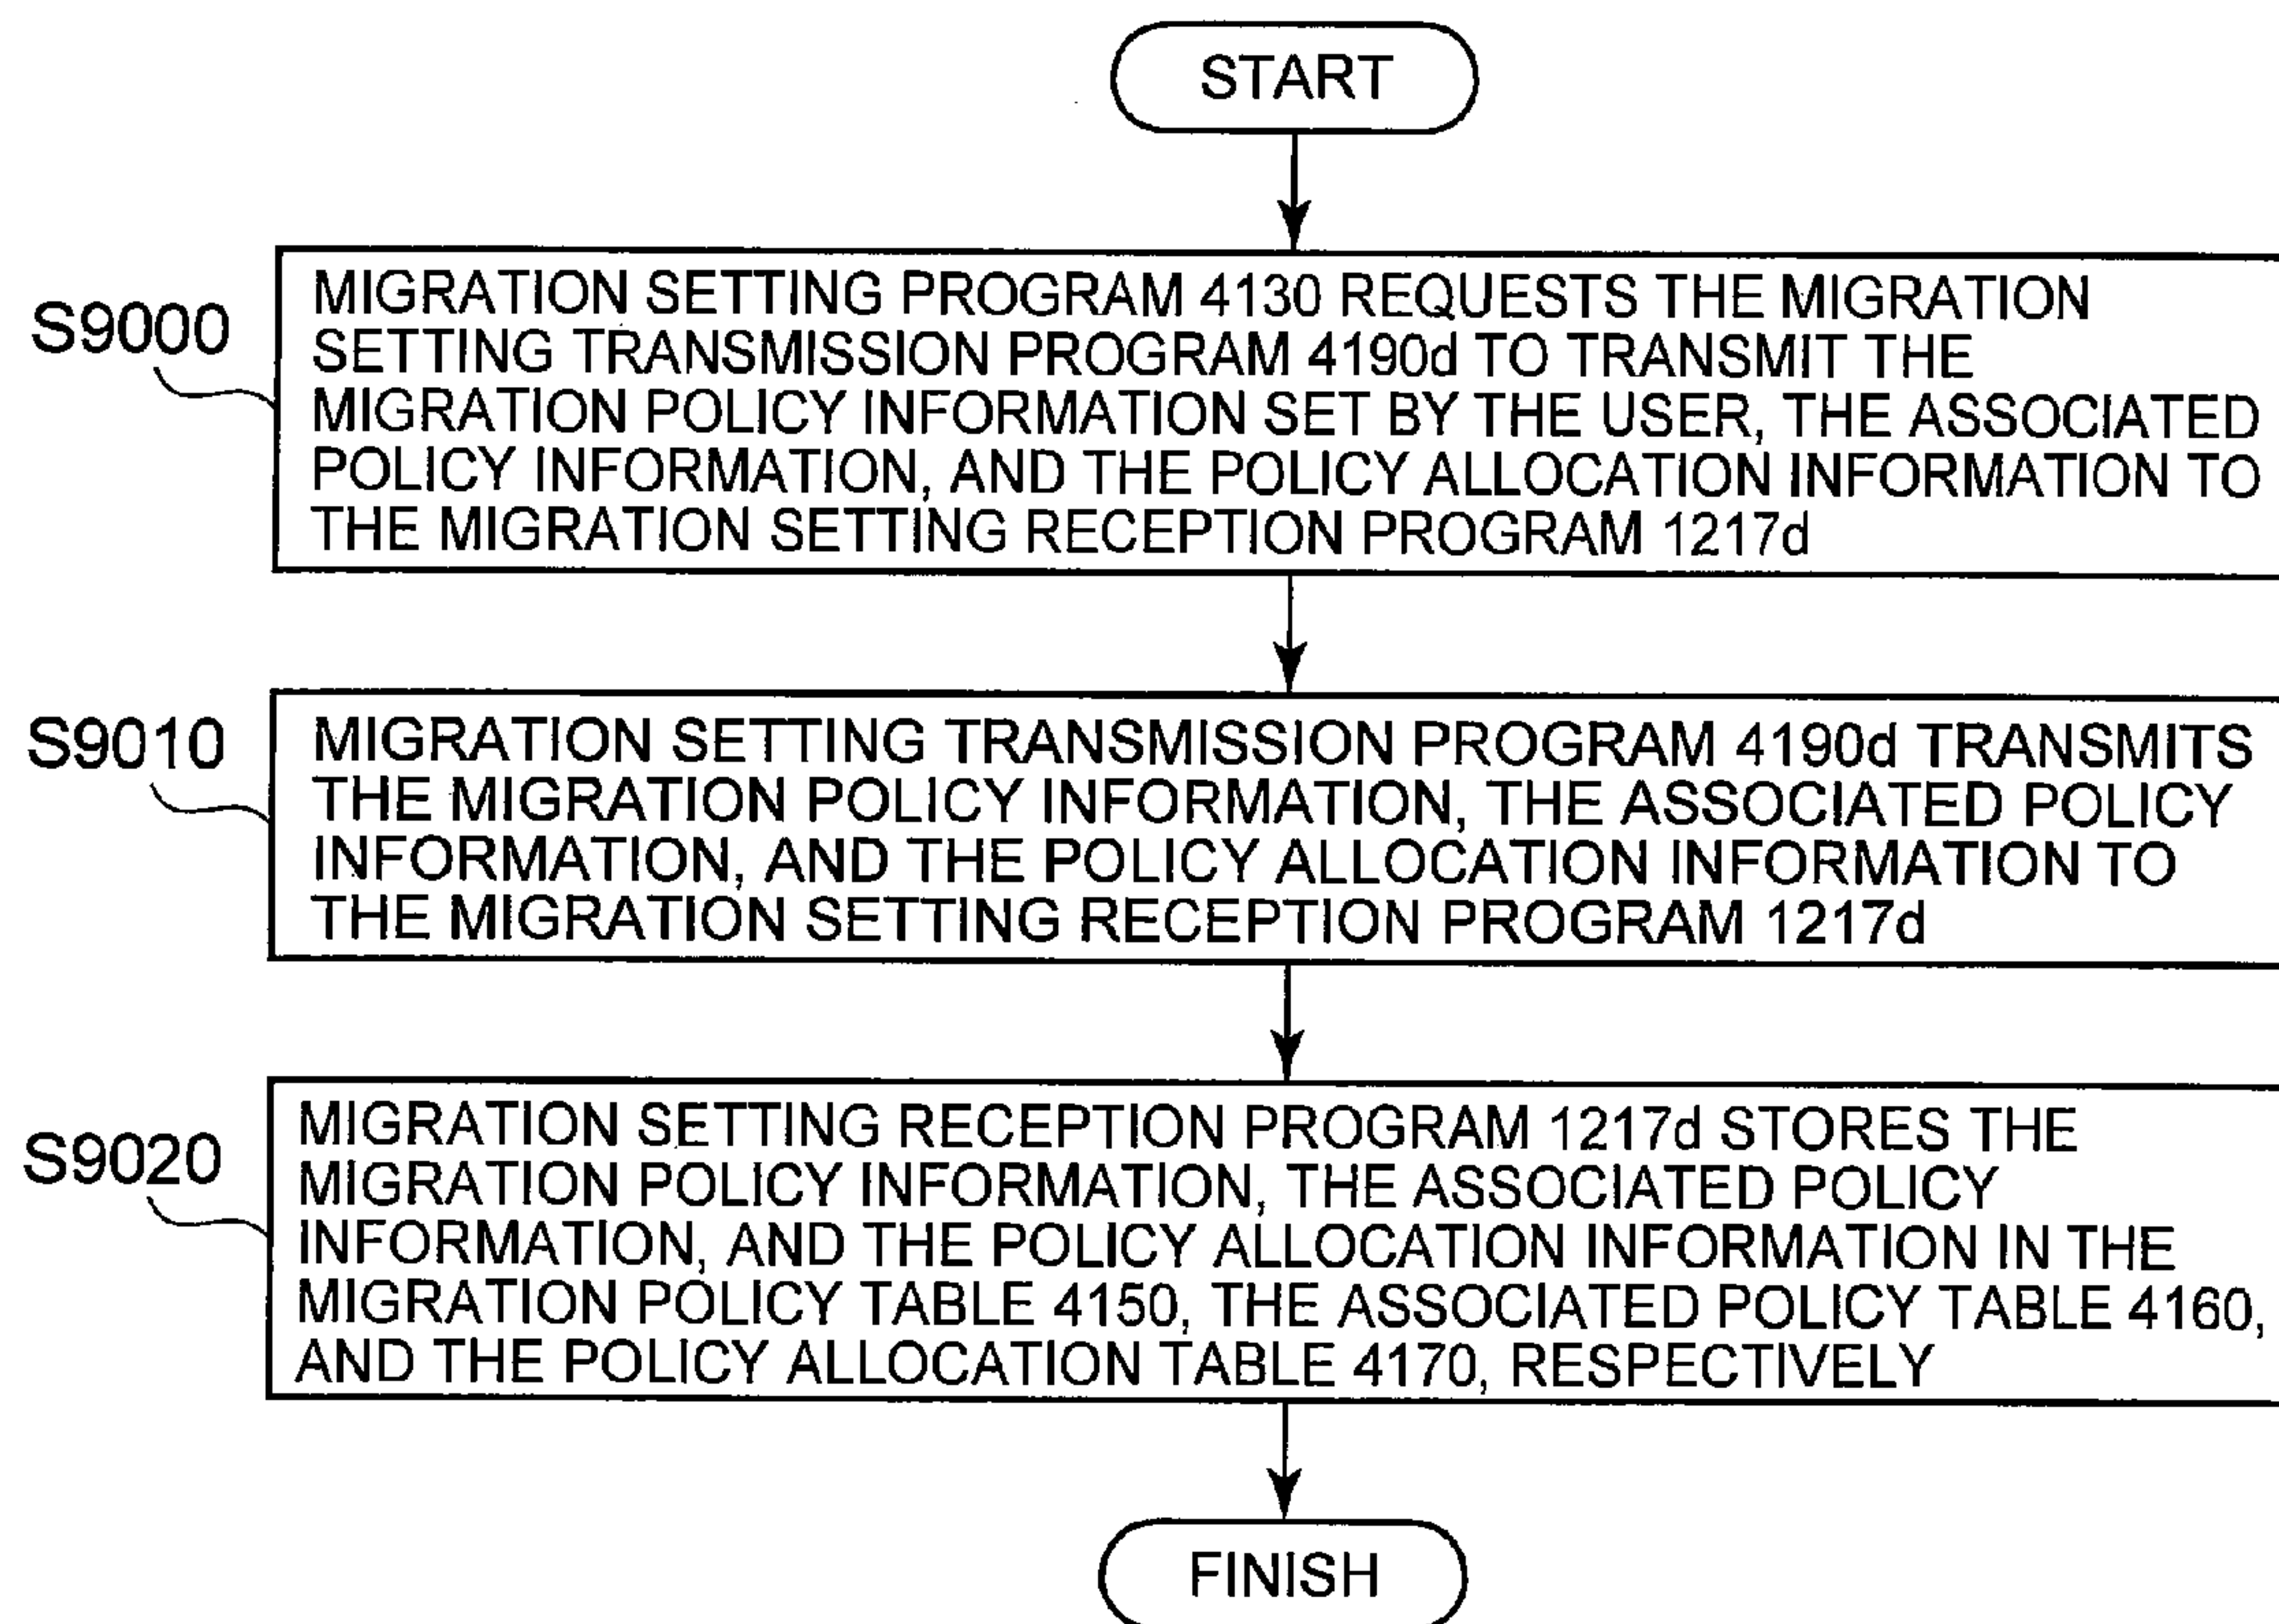 START
S9000
MIGRATION SETTING PROGRAM 4130 REQUESTS THE MIGRATION
SETTING TRANSMISSION PROGRAM 4190d TO TRANSMIT THE
MIGRATION POLICY INFORMATION SET BY THE USER, THE ASSOCIATED
POLICY INFORMATION, AND THE POLICY ALLOCATION INFORMATION TO
THE MIGRATION SETTING RECEPTION PROGRAM 1217d
S9010
MIGRATION SETTING TRANSMISSION PROGRAM 4190d TRANSMITS
THE MIGRATION POLICY INFORMATION, THE ASSOCIATED POLICY
INFORMATION, AND THE POLICY ALLOCATION INFORMATION TO
THE MIGRATION SETTING RECEPTION PROGRAM 1217d
S9020
MIGRATION SETTING RECEPTION PROGRAM 1217d STORES THE
MIGRATION POLICY INFORMATION, THE ASSOCIATED POLICY
INFORMATION, AND THE POLICY ALLOCATION INFORMATION IN THE
MIGRATION POLICY TABLE 4150, THE ASSOCIATED POLICY TABLE 4160,
AND THE POLICY ALLOCATION TABLE 4170, RESPECTIVELY
FINISH